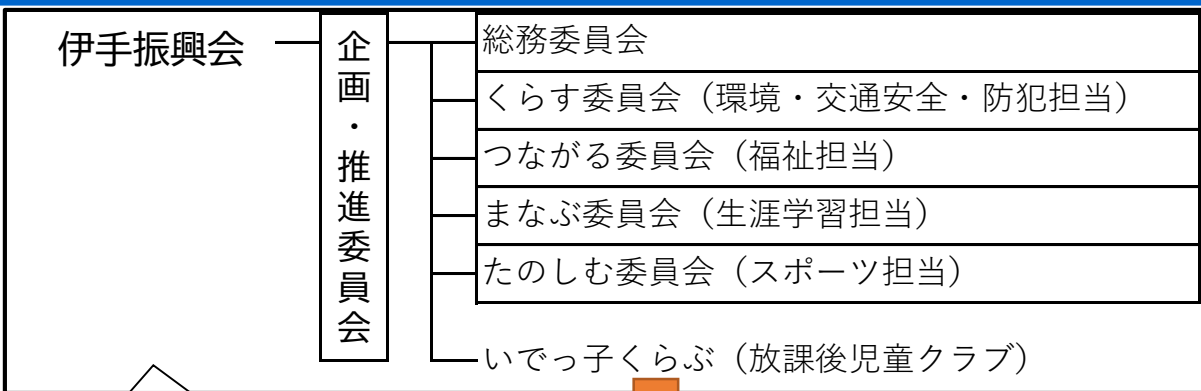 伊手振興会
企画・推進委員会
総務委員会
くらす委員会（環境・交通安全・防犯担当）
つながる委員会（福祉担当）
まなぶ委員会（生涯学習担当）
たのしむ委員会（スポーツ担当）
いでっ子くらぶ（放課後児童クラブ）